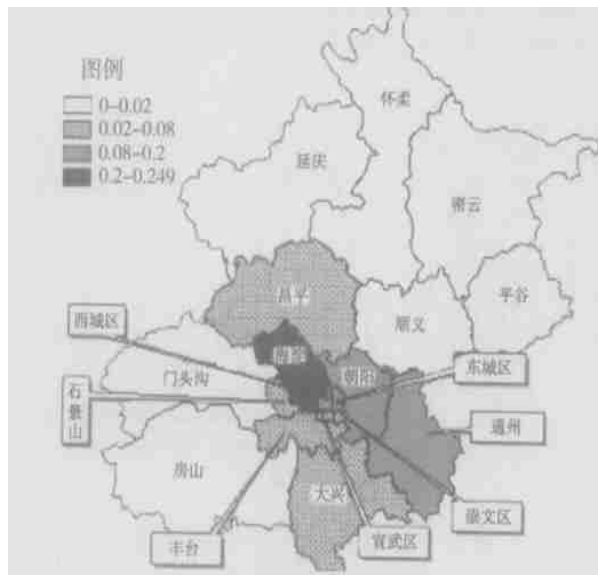 图例
0-0.02
0.02-0.08
0.08-0.2
0.2-0.249
怀柔
延庆
密云
平谷
昌平
顺义
西城区
海淀
门头沟
朝阳
东城区
石景山
通州
房山
大兴
崇文区
丰台
宣武区